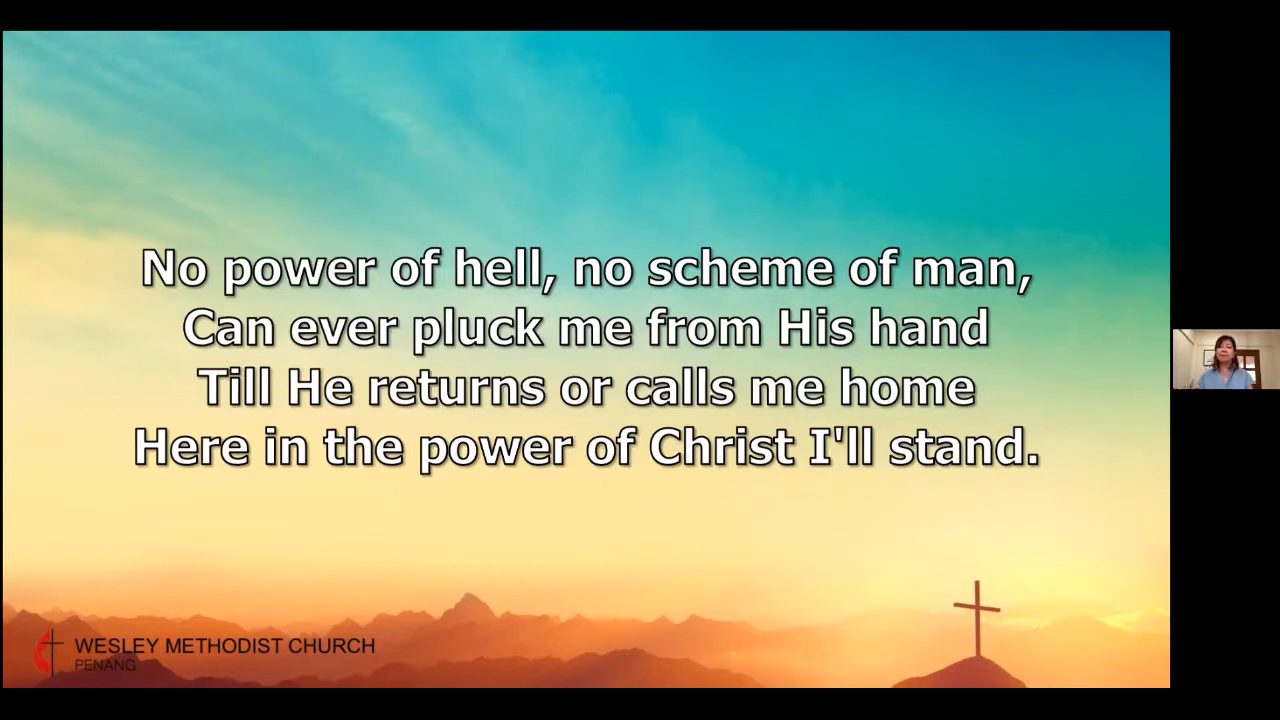 No power of hell, no scheme of man,
Can ever pluck me from His hand
Till He returns or calls me home
Here in the power of Christ I'll stand.
WESLEY METHODIST CHURCH
PENANG